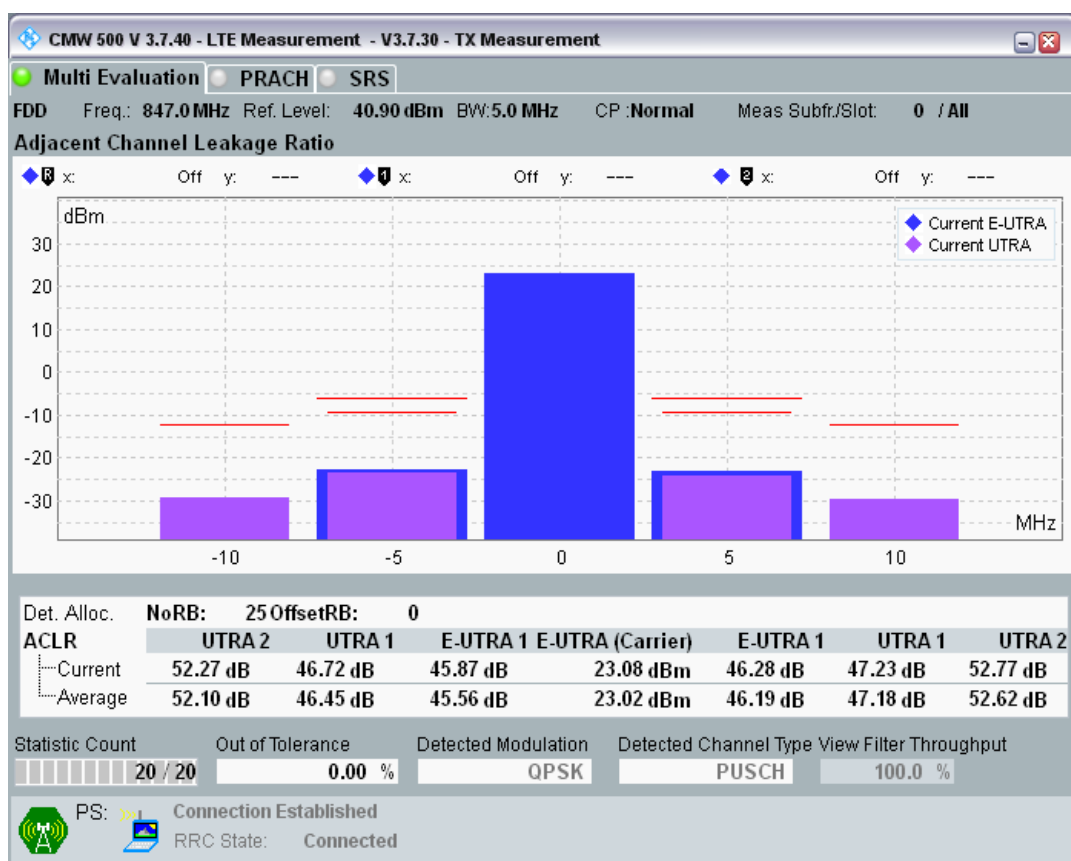 CMW 500 V 3.7.40 - LTE Measurement - V3.7.30 - TX Measurement
Multi Evaluation PRACH SRS
FDD Freq.: 847.0 MHz Ref. Level: 40.90 dBm BW:5.0 MHz CP :Normal Meas Subfr./Slot: 0 / All
Adjacent Channel Leakage Ratio
R x: Off y: --- 1 x: Off y: --- 2 x: Off y: ---
dBm
Current E-UTRA
Current UTRA
30
20
10
0
-10
-20
-30
MHz
-10 -5 0 5 10
Det. Alloc. NoRB: 25 OffsetRB: 0
ACLR UTRA 2 UTRA 1 E-UTRA 1 E-UTRA (Carrier) E-UTRA 1 UTRA 1 UTRA 2
Current 52.27 dB 46.72 dB 45.87 dB 23.08 dBm 46.28 dB 47.23 dB 52.77 dB
Average 52.10 dB 46.45 dB 45.56 dB 23.02 dBm 46.19 dB 47.18 dB 52.62 dB
Statistic Count Out of Tolerance Detected Modulation Detected Channel Type View Filter Throughput
20 / 20 0.00 % QPSK PUSCH 100.0 %
PS: Connection Established
RRC State: Connected